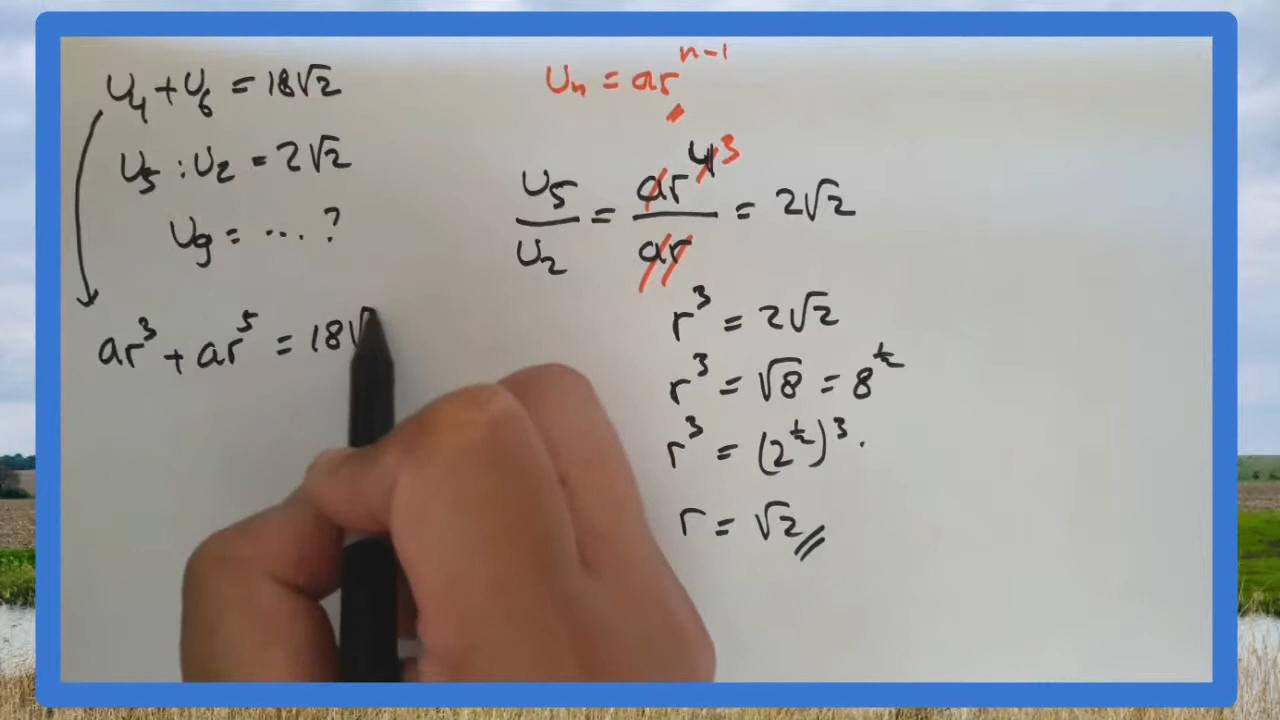 U₄ + U₆ = 18√2
U₅ : U₂ = 2√2
U₉ = ... ?
ar³ + ar⁵ = 18√
Uₙ = arⁿ⁻¹
U₅/U₂ = ar⁴ ³/ar = 2√2
r³ = 2√2
r³ = √8 = 8^½
r³ = (2^½)³.
r = √2